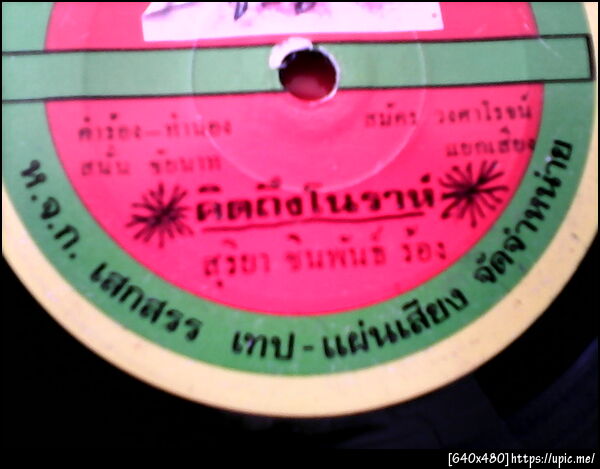 คำร้อง-ทำนอง
สนั่น ชัยนาท
สมัคร วงศาโรจน์
แยกเสียง
คิดถึงโนราห์
สุริยา ชินพันธ์ ร้อง
ห.จ.ก. เสกสรร เทป-แผ่นเสียง จัดจำหน่าย
[640x480]https://upic.me/